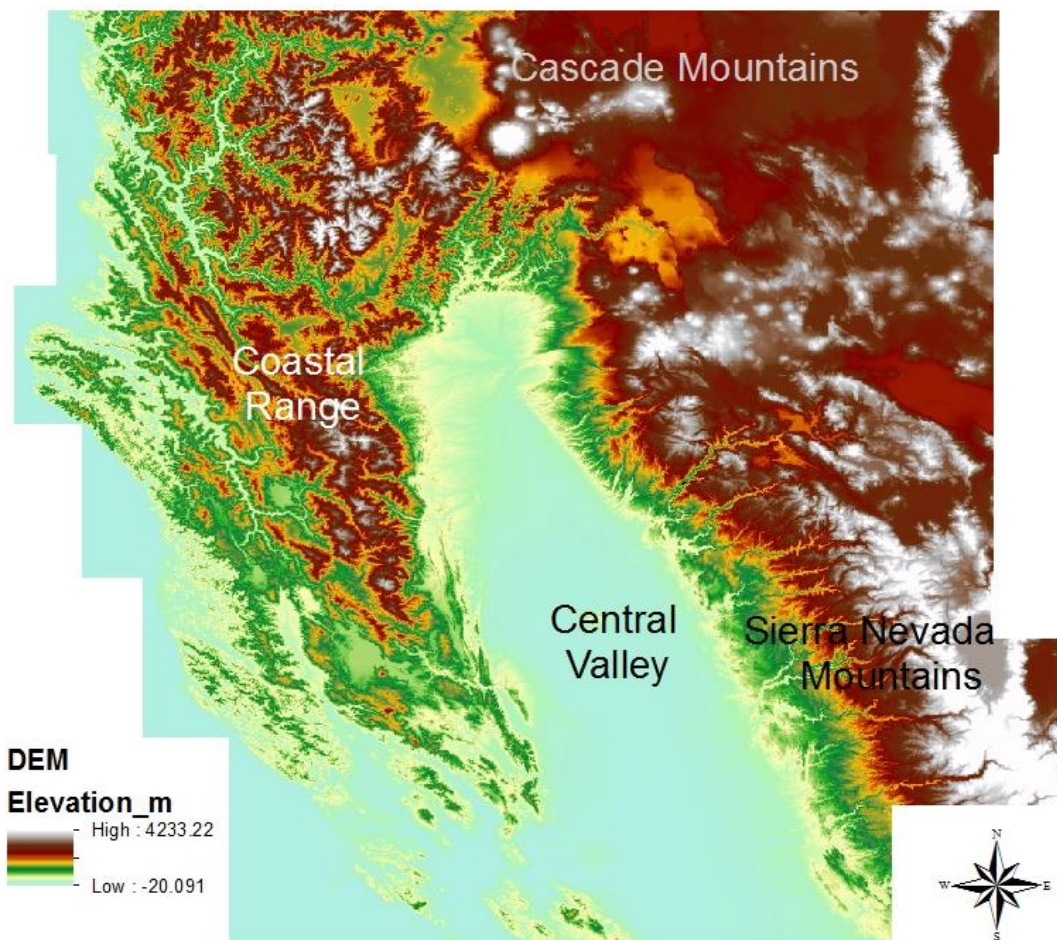 Cascade Mountains
Coastal
Range
Central
Valley
Sierra Nevada
Mountains
DEM
Elevation_m
High : 4233.22
Low : -20.091
N
W
E
S